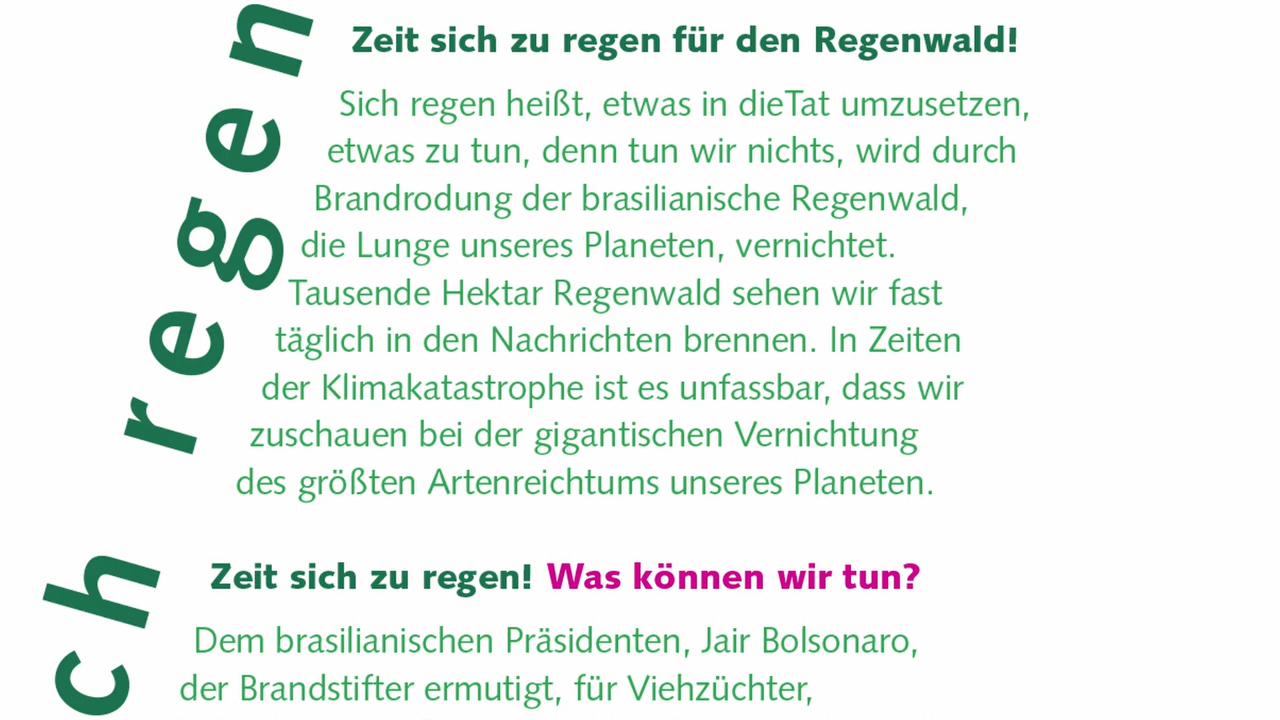 ch regen
Zeit sich zu regen für den Regenwald!
Sich regen heißt, etwas in dieTat umzusetzen,
etwas zu tun, denn tun wir nichts, wird durch
Brandrodung der brasilianische Regenwald,
die Lunge unseres Planeten, vernichtet.
Tausende Hektar Regenwald sehen wir fast
täglich in den Nachrichten brennen. In Zeiten
der Klimakatastrophe ist es unfassbar, dass wir
zuschauen bei der gigantischen Vernichtung
des größten Artenreichtums unseres Planeten.
Zeit sich zu regen! Was können wir tun?
Dem brasilianischen Präsidenten, Jair Bolsonaro,
der Brandstifter ermutigt, für Viehzüchter,